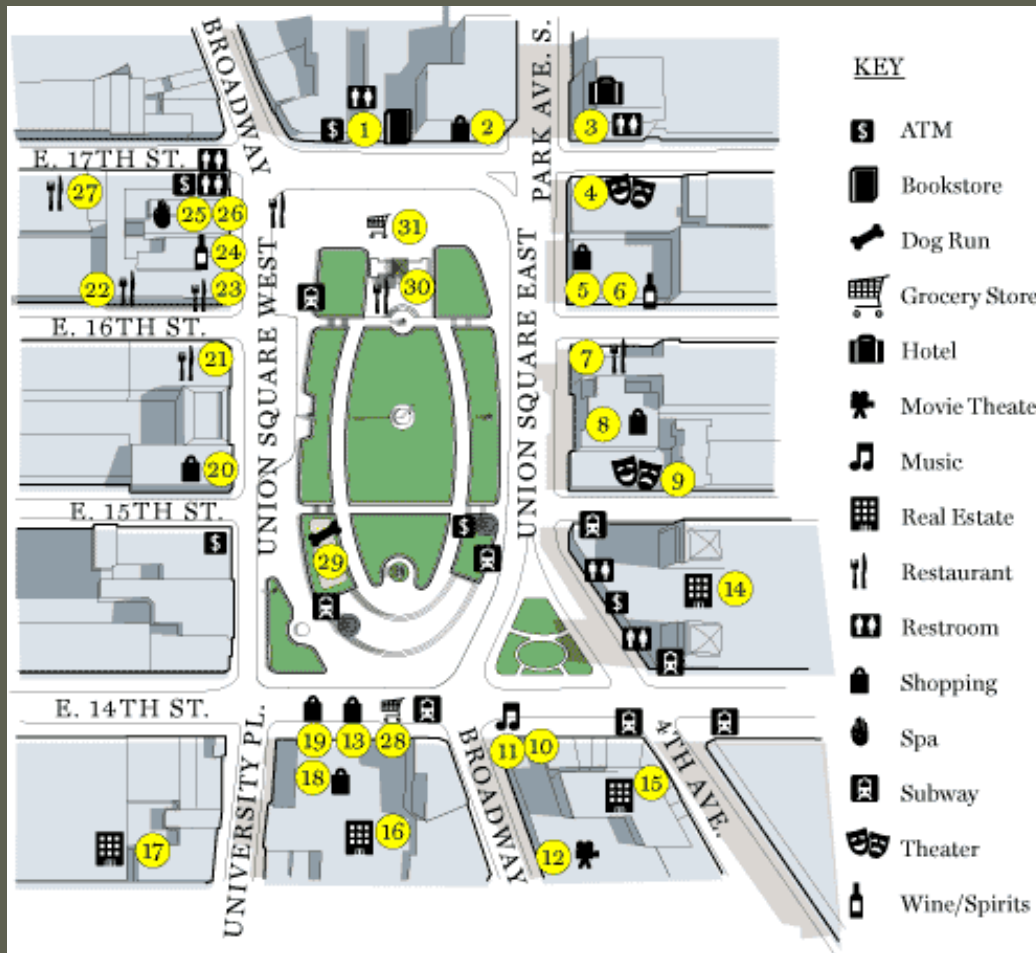 BROADWAY
PARK AVE. S.
1
2
3
E. 17TH ST.
27
25
26
24
22
23
UNION SQUARE WEST
31
30
UNION SQUARE EAST
4
5
6
E. 16TH ST.
21
20
7
8
9
E. 15TH ST.
29
14
E. 14TH ST.
UNIVERSITY PL.
19
13
28
18
16
17
BROADWAY
11
10
15
12
4TH AVE.
KEY
$ ATM
Bookstore
Dog Run
Grocery Store
Hotel
Movie Theate
Music
Real Estate
Restaurant
Restroom
Shopping
Spa
Subway
Theater
Wine/Spirits
$
$
$
$
$